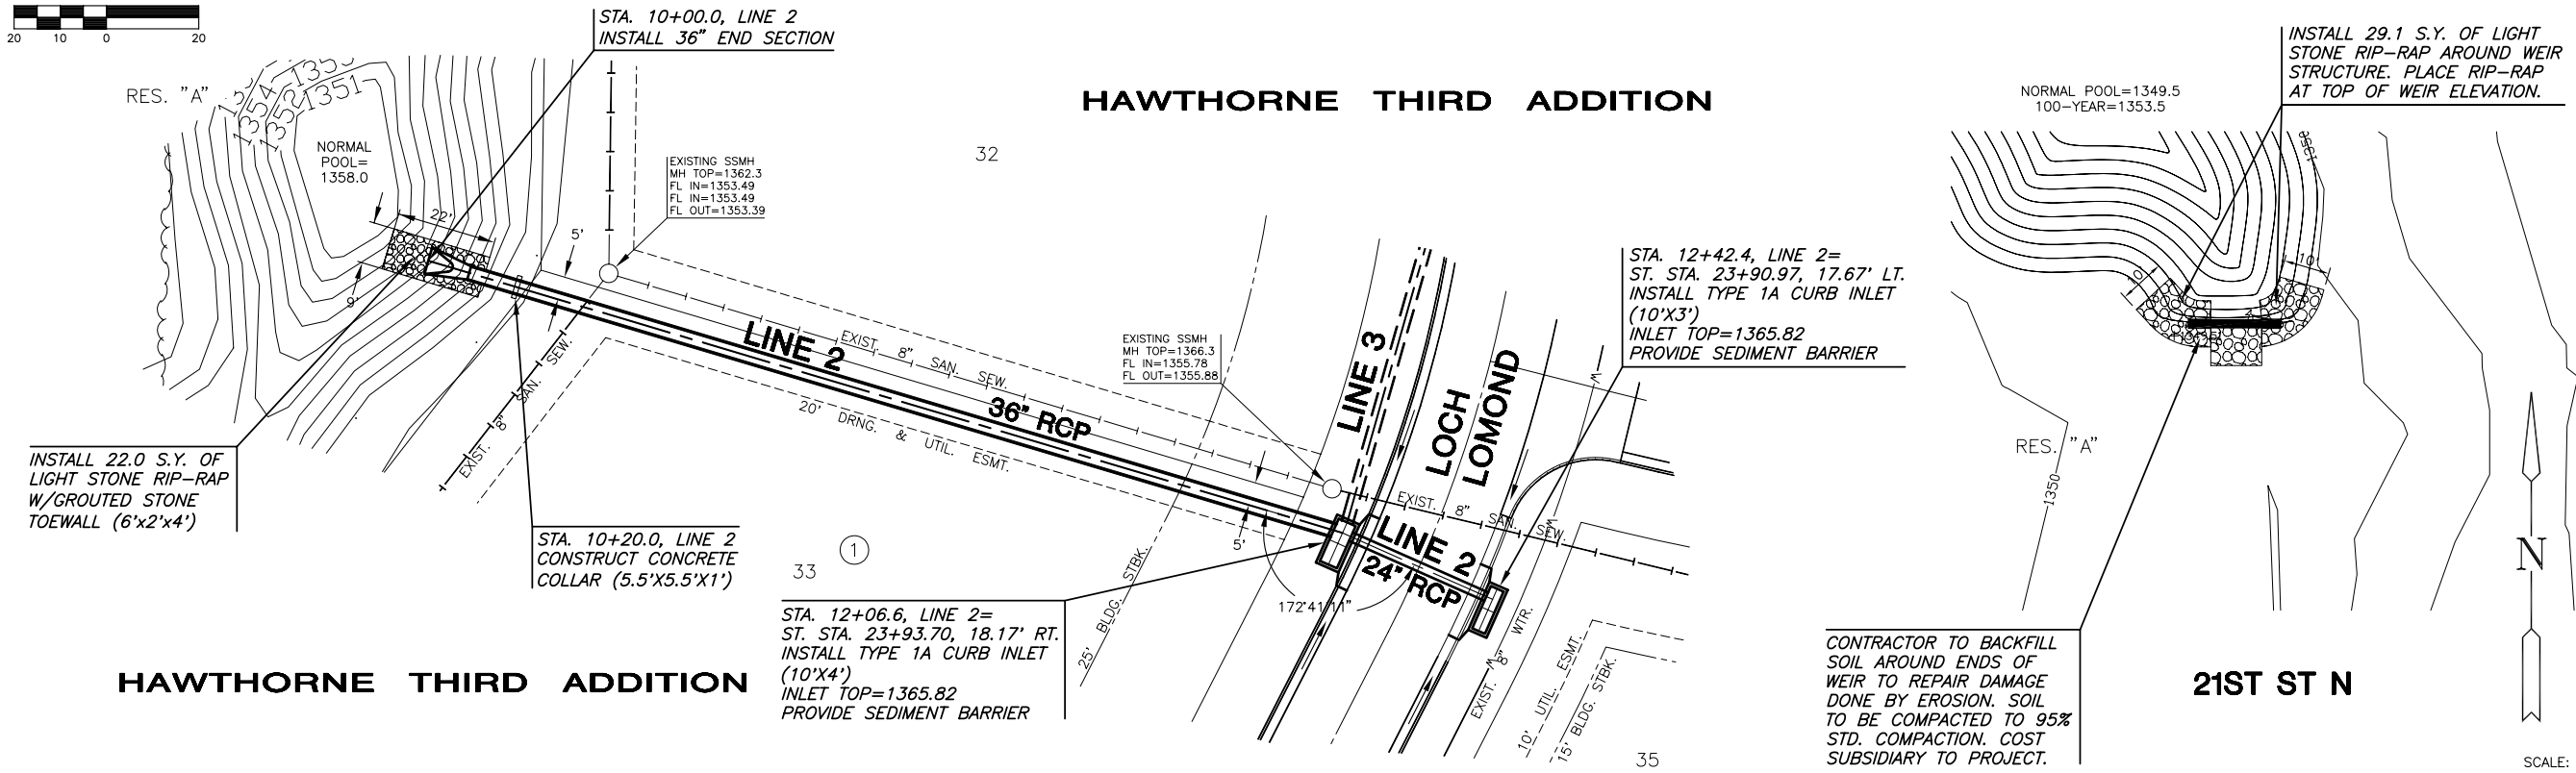 20 10 0 20
STA. 10+00.0, LINE 2
INSTALL 36" END SECTION
RES. "A"
1354
1353
1352
1351
NORMAL
POOL=
1358.0
22'
9'
5'
EXISTING SSMH
MH TOP=1362.3
FL IN=1353.49
FL IN=1353.49
FL OUT=1353.39
HAWTHORNE THIRD ADDITION
32
INSTALL 22.0 S.Y. OF
LIGHT STONE RIP-RAP
W/GROUTED STONE
TOEWALL (6'x2'x4')
EXIST. 8" SAN. SEW.
STA. 10+20.0, LINE 2
CONSTRUCT CONCRETE
COLLAR (5.5'X5.5'X1')
LINE 2
36" RCP
EXIST. 8" SAN. SEW.
20' DRNG. & UTIL. ESMT.
EXISTING SSMH
MH TOP=1366.3
FL IN=1355.78
FL OUT=1355.88
LINE 3
LOCH
LOMOND
STA. 12+42.4, LINE 2=
ST. STA. 23+90.97, 17.67' LT.
INSTALL TYPE 1A CURB INLET
(10'X3')
INLET TOP=1365.82
PROVIDE SEDIMENT BARRIER
W
EXIST. 8" SAN. SEW.
W
LINE 2
24" RCP
5'
172°41'11"
33
1
25' BLDG. STBK.
STA. 12+06.6, LINE 2=
ST. STA. 23+93.70, 18.17' RT.
INSTALL TYPE 1A CURB INLET
(10'X4')
INLET TOP=1365.82
PROVIDE SEDIMENT BARRIER
HAWTHORNE THIRD ADDITION
EXIST. 8" WTR.
W
10' UTIL. ESMT.
15' BLDG. STBK.
35
NORMAL POOL=1349.5
100-YEAR=1353.5
INSTALL 29.1 S.Y. OF LIGHT
STONE RIP-RAP AROUND WEIR
STRUCTURE. PLACE RIP-RAP
AT TOP OF WEIR ELEVATION.
10'
RES. "A"
1350
CONTRACTOR TO BACKFILL
SOIL AROUND ENDS OF
WEIR TO REPAIR DAMAGE
DONE BY EROSION. SOIL
TO BE COMPACTED TO 95%
STD. COMPACTION. COST
SUBSIDIARY TO PROJECT.
21ST ST N
N
SCALE: